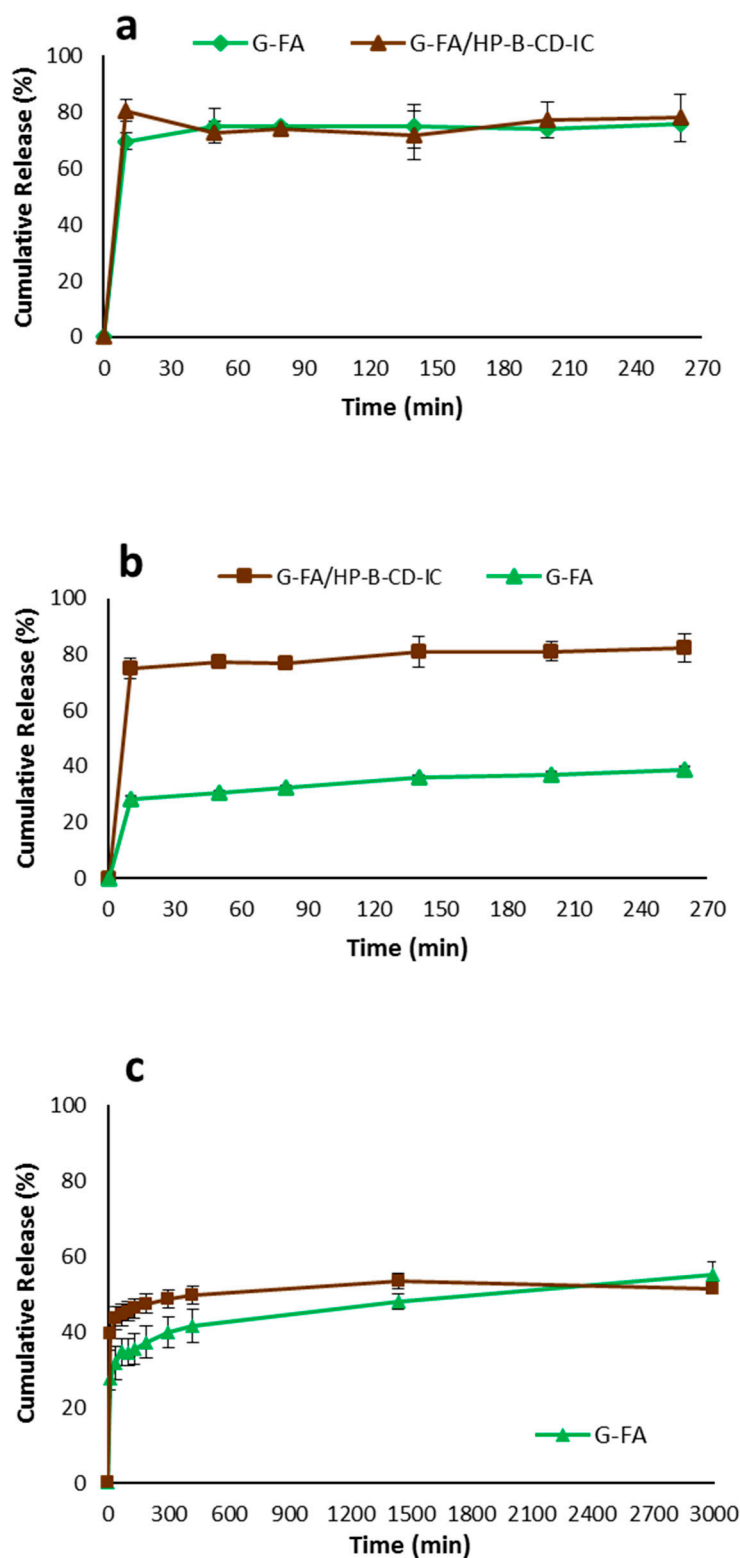 a
G-FA G-FA/HP-B-CD-IC
100
80
60
40
20
0
Cumulative Release (%)
0 30 60 90 120 150 180 210 240 270
Time (min)
b
G-FA/HP-B-CD-IC G-FA
100
80
60
40
20
0
Cumulative Release (%)
0 30 60 90 120 150 180 210 240 270
Time (min)
c
100
80
60
40
20
0
Cumulative Release (%)
G-FA
0 300 600 900 1200 1500 1800 2100 2400 2700 3000
Time (min)